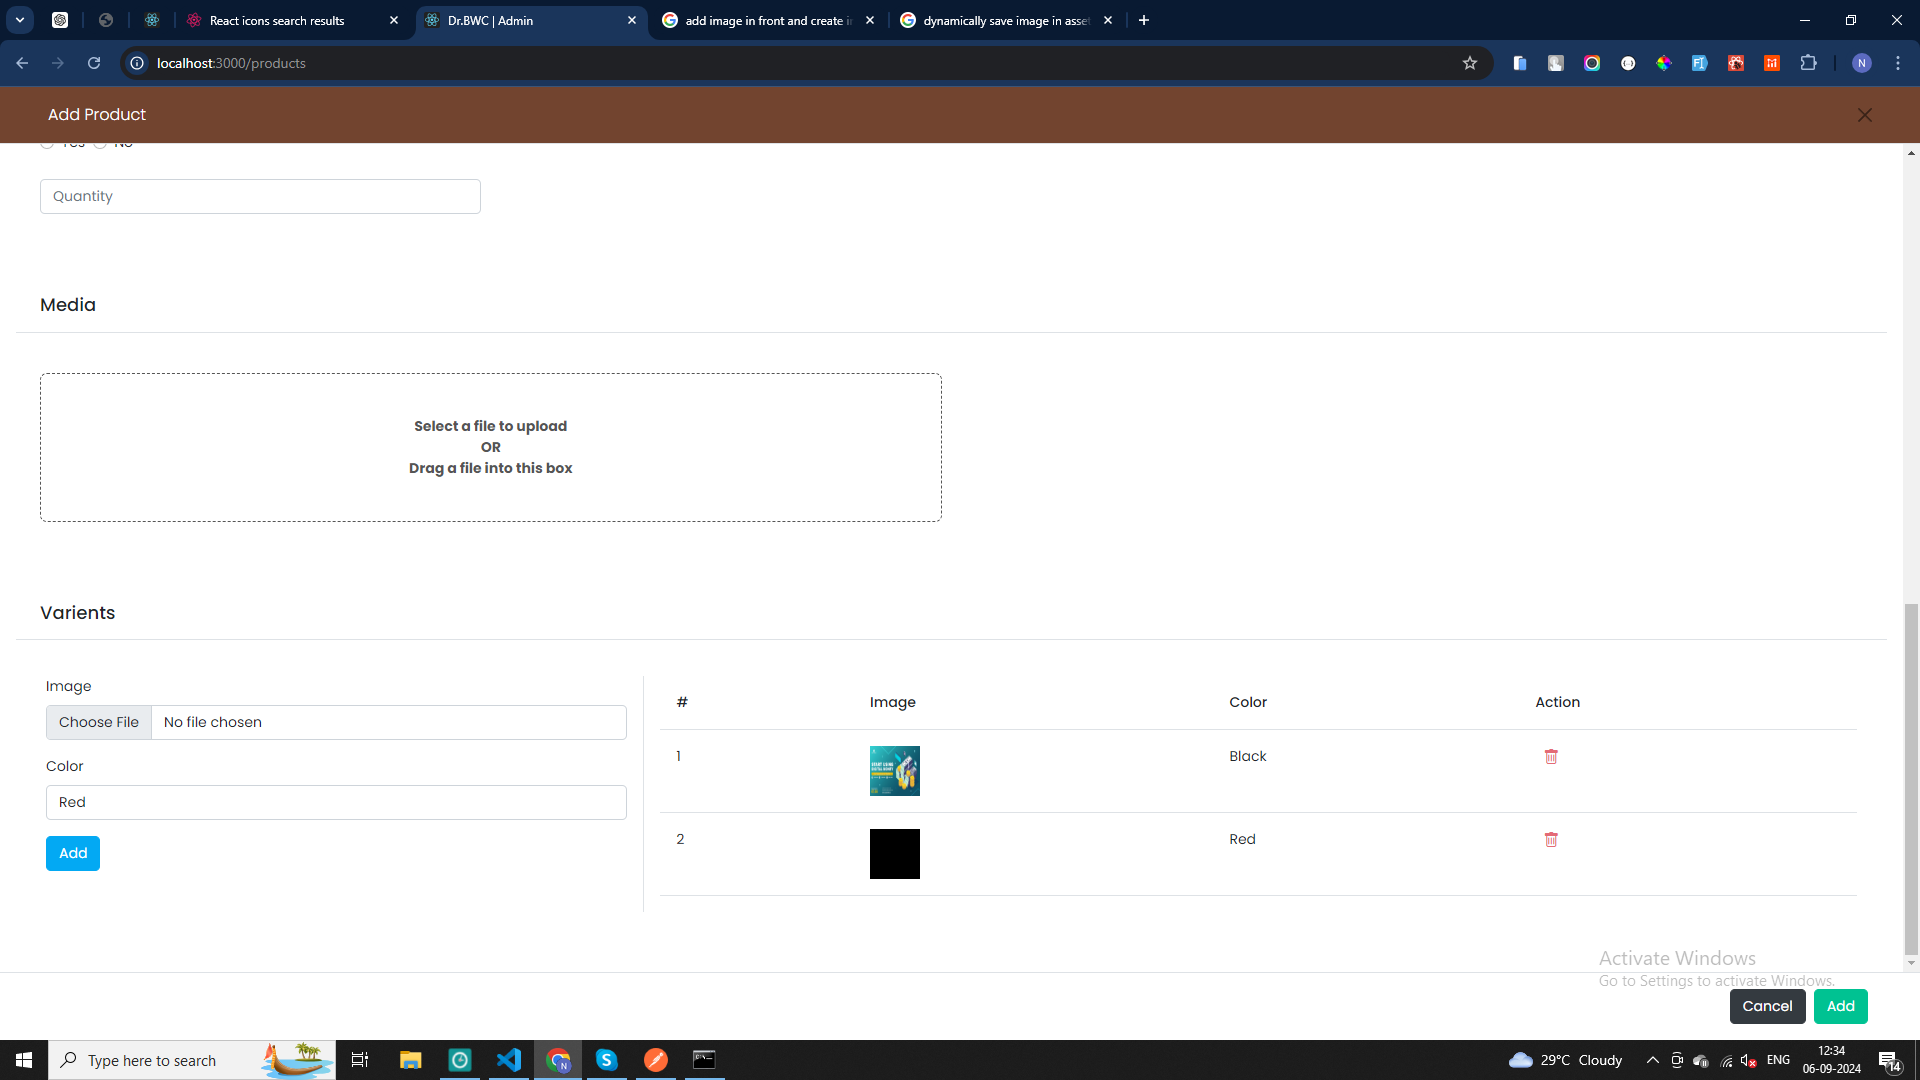 React icons search results
Dr.BWC | Admin
add image in front and create i
dynamically save image in asset
localhost:3000/products
N
Add Product
Yes No
Quantity
Media
Select a file to upload
OR
Drag a file into this box
Varients
Image
Choose File No file chosen
Color
Red
Add
# Image Color Action
1 Black
2 Red
Activate Windows
Go to Settings to activate Windows.
Cancel Add
Type here to search
29°C Cloudy
ENG
12:34
06-09-2024
14